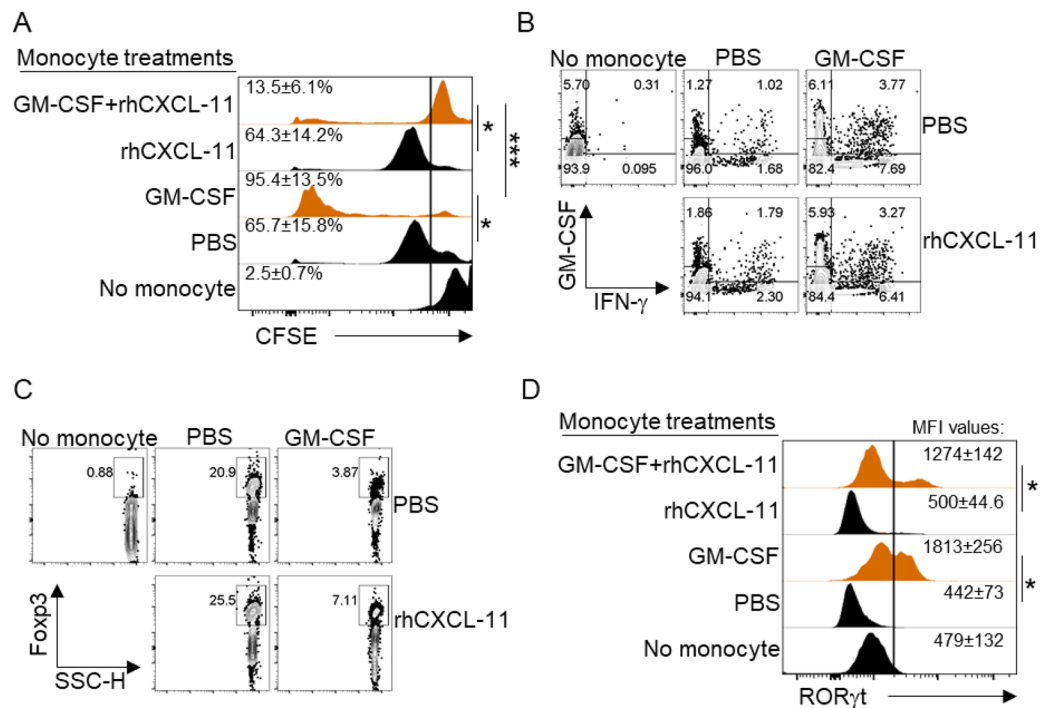 A
Monocyte treatments
GM-CSF+rhCXCL-11
rhCXCL-11
GM-CSF
PBS
No monocyte
13.5±6.1%
64.3±14.2%
95.4±13.5%
65.7±15.8%
2.5±0.7%
*
***
*
CFSE
B
No monocyte PBS GM-CSF
5.70 0.31 1.27 1.02 6.11 3.77
PBS
93.9 0.095 96.0 1.68 82.4 7.69
1.86 1.79 5.93 3.27
rhCXCL-11
94.1 2.30 84.4 6.41
GM-CSF
IFN-γ
C
No monocyte PBS GM-CSF
0.88 20.9 3.87
PBS
25.5 7.11
rhCXCL-11
Foxp3
SSC-H
D
Monocyte treatments
MFI values:
GM-CSF+rhCXCL-11
rhCXCL-11
GM-CSF
PBS
No monocyte
1274±142
500±44.6
1813±256
442±73
479±132
*
*
RORγt